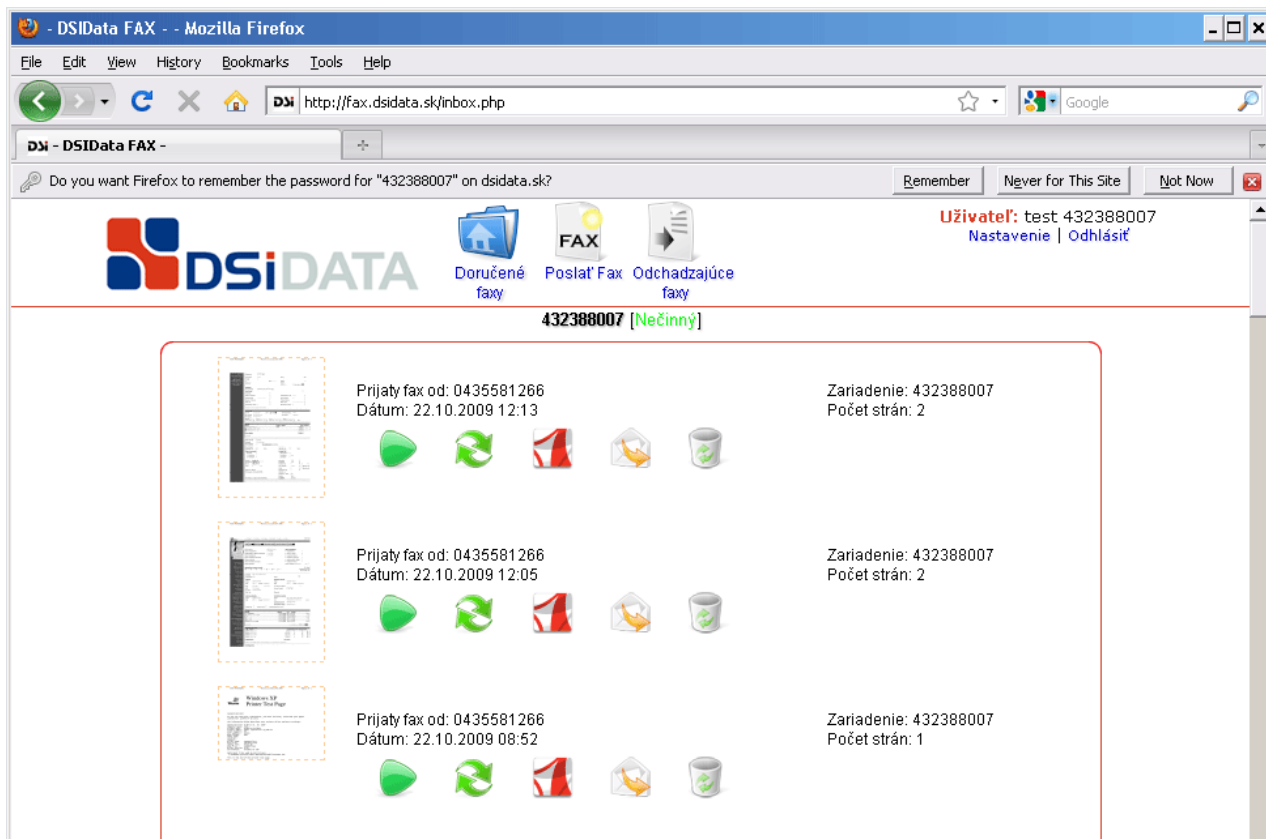 - DSIData FAX - - Mozilla Firefox
File Edit View History Bookmarks Tools Help
DSi http://fax.dsidata.sk/inbox.php Google
DSi - DSIData FAX -
Do you want Firefox to remember the password for "432388007" on dsidata.sk? Remember Never for This Site Not Now
DSiDATA
FAX
Doručené faxy
Poslať Fax
Odchadzajúce faxy
Uživateľ: test 432388007
Nastavenie | Odhlásiť
432388007 [Nečinný]
Prijaty fax od: 0435581266
Dátum: 22.10.2009 12:13
Zariadenie: 432388007
Počet strán: 2
Prijaty fax od: 0435581266
Dátum: 22.10.2009 12:05
Zariadenie: 432388007
Počet strán: 2
Windows XP
Printer Test Page
Prijaty fax od: 0435581266
Dátum: 22.10.2009 08:52
Zariadenie: 432388007
Počet strán: 1